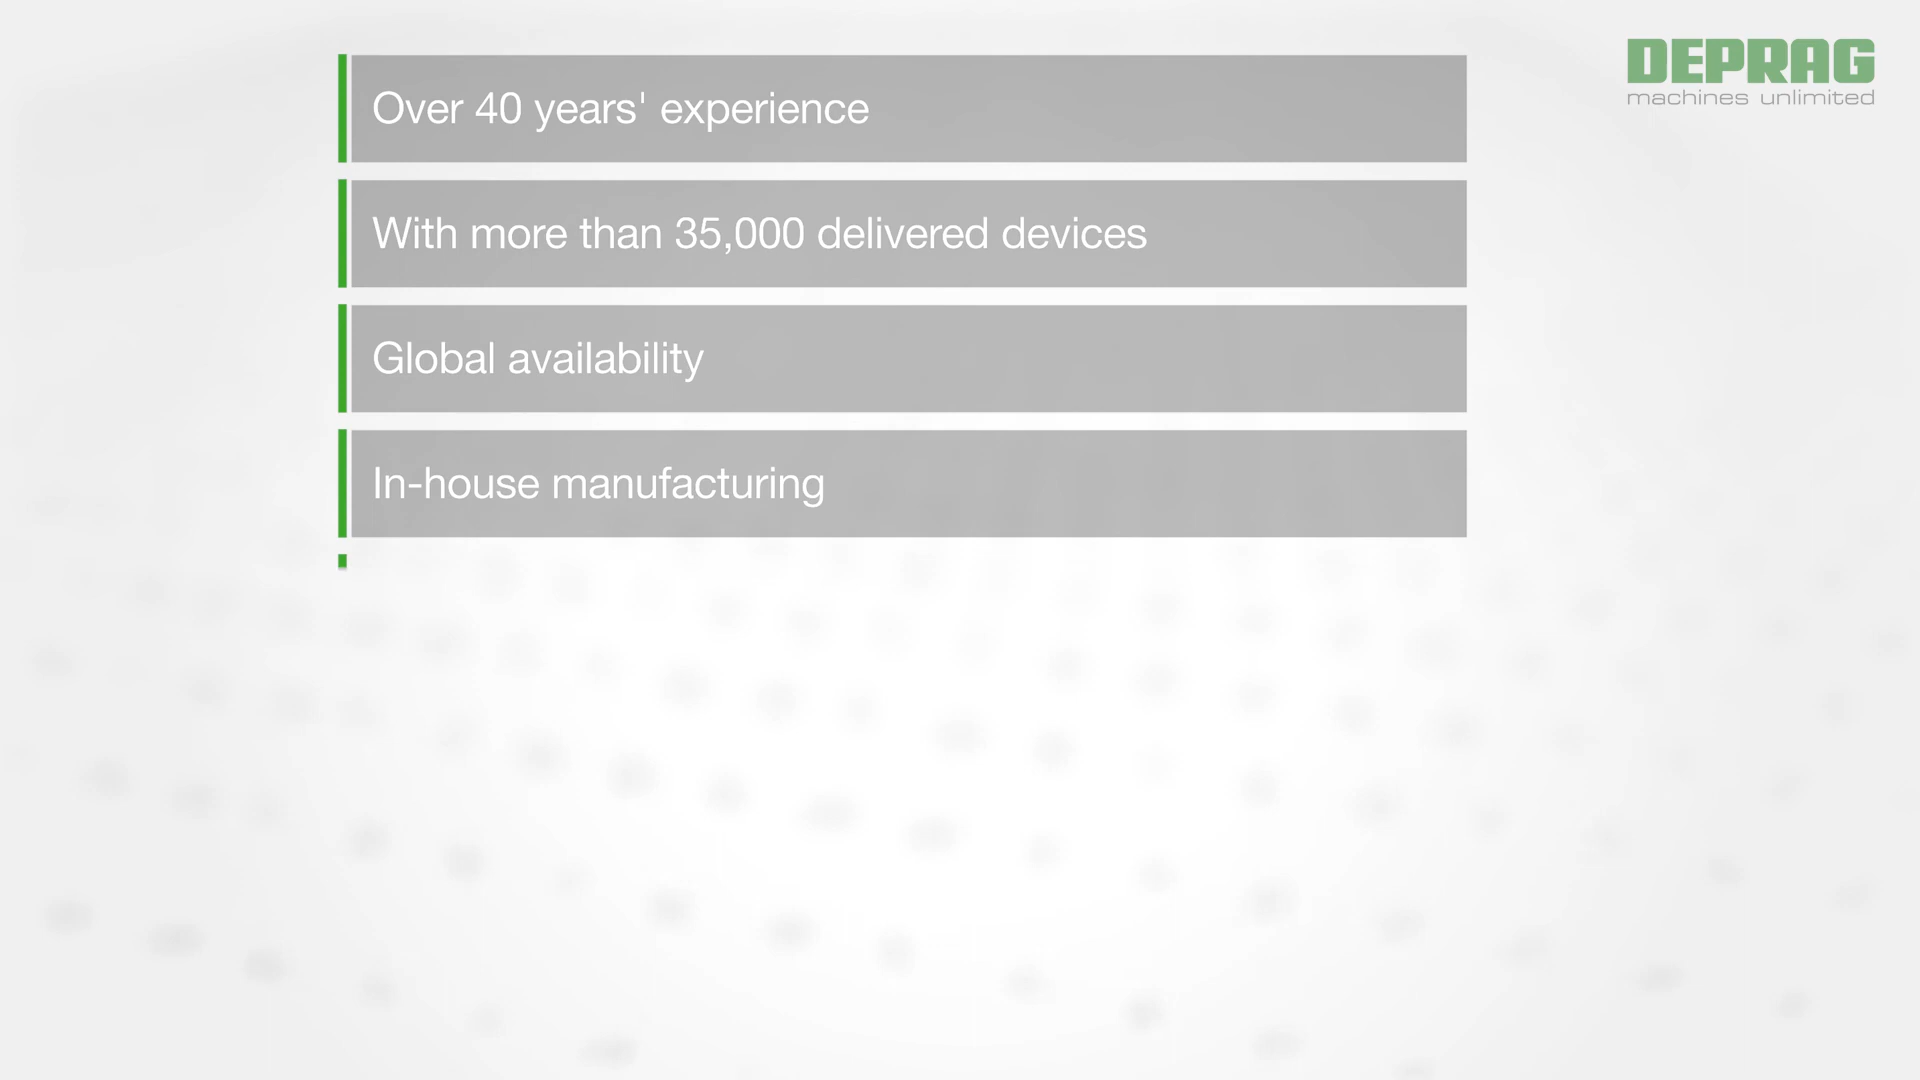 DEPRAG
machines unlimited
Over 40 years' experience
With more than 35,000 delivered devices
Global availability
In-house manufacturing